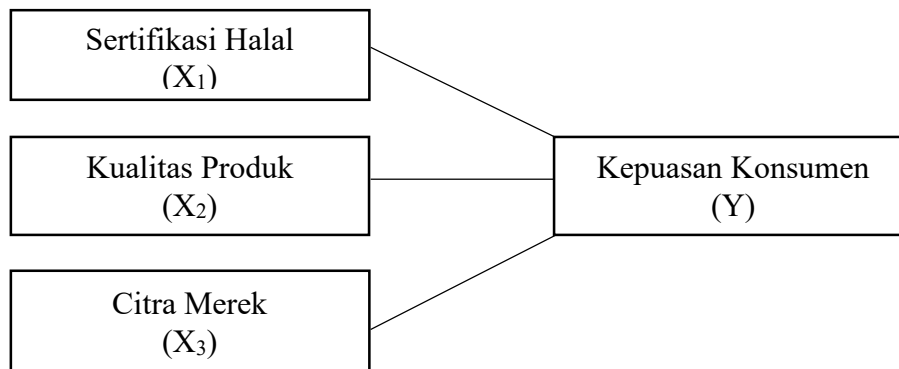 Sertifikasi Halal
(X₁)
Kualitas Produk
(X₂)
Kepuasan Konsumen
(Y)
Citra Merek
(X₃)